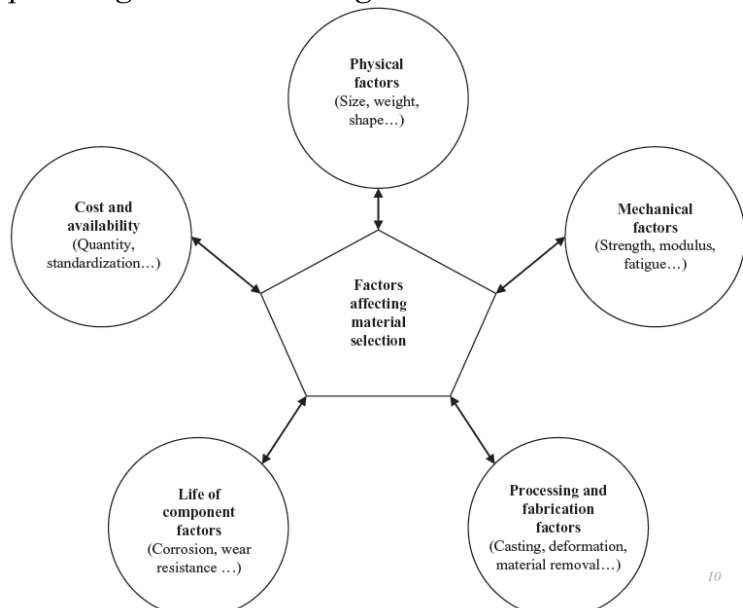 Physical
factors
(Size, weight,
shape…)
Cost and
availability
(Quantity,
standardization…)
Mechanical
factors
(Strength, modulus,
fatigue…)
Factors
affecting
material
selection
Life of
component
factors
(Corrosion, wear
resistance …)
Processing and
fabrication
factors
(Casting, deformation,
material removal…)
10